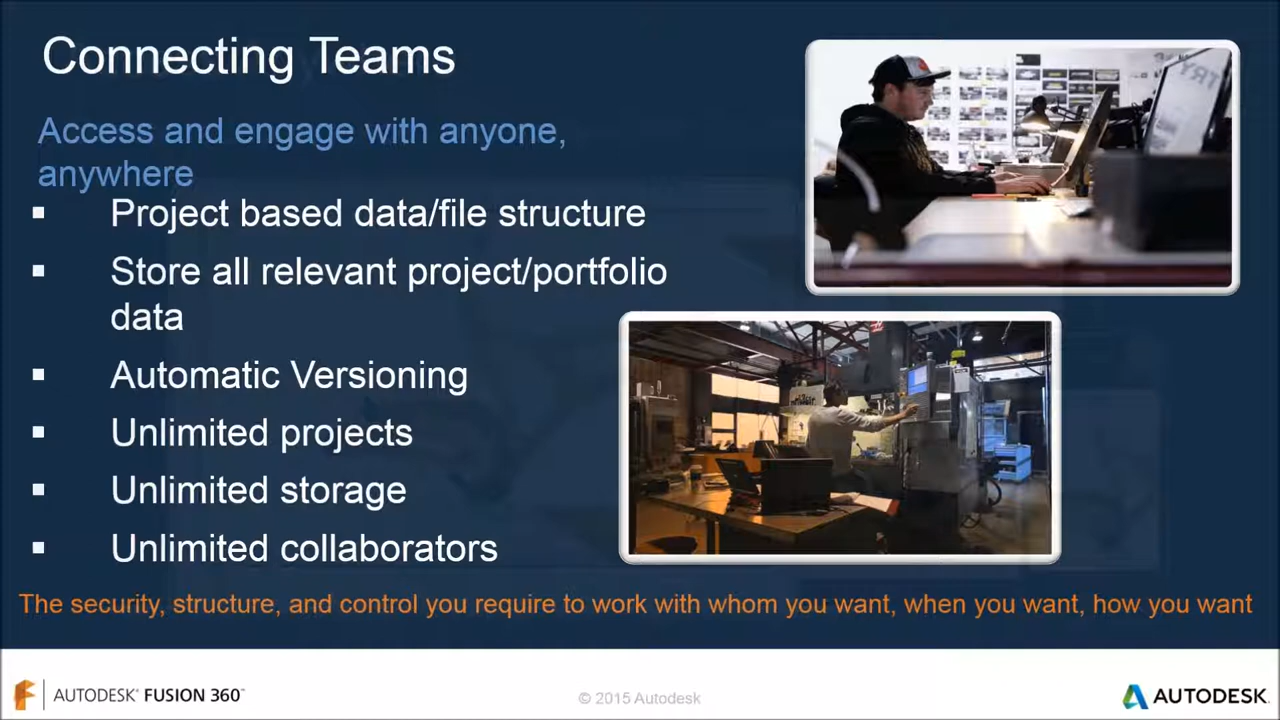 Connecting Teams
Access and engage with anyone,
anywhere
▪ Project based data/file structure
▪ Store all relevant project/portfolio
data
▪ Automatic Versioning
▪ Unlimited projects
▪ Unlimited storage
▪ Unlimited collaborators
The security, structure, and control you require to work with whom you want, when you want, how you want
AUTODESK® FUSION 360™
© 2015 Autodesk
AUTODESK.